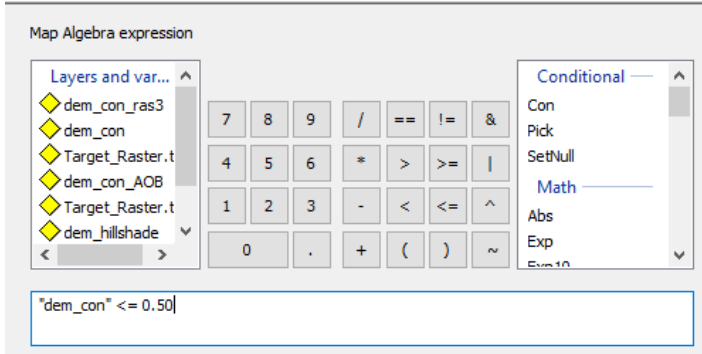 Map Algebra expression
Layers and var...
dem_con_ras3
dem_con
Target_Raster.t
dem_con_AOB
Target_Raster.t
dem_hillshade
7 8 9 / == != &
4 5 6 * > >= |
1 2 3 - < <= ^
0 . + ( ) ~
Conditional
Con
Pick
SetNull
Math
Abs
Exp
Exp10
"dem_con" <= 0.50